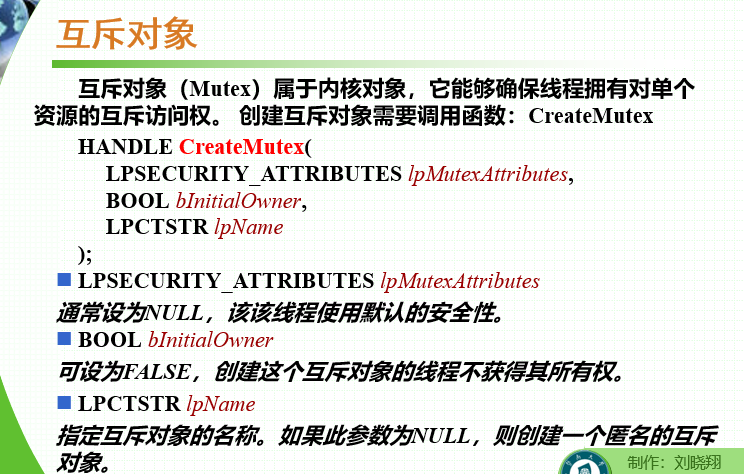 互斥对象
互斥对象（Mutex）属于内核对象，它能够确保线程拥有对单个
资源的互斥访问权。 创建互斥对象需要调用函数：CreateMutex
HANDLE CreateMutex(
LPSECURITY_ATTRIBUTES lpMutexAttributes,
BOOL bInitialOwner,
LPCTSTR lpName
);
LPSECURITY_ATTRIBUTES lpMutexAttributes
通常设为NULL，该该线程使用默认的安全性。
BOOL bInitialOwner
可设为FALSE，创建这个互斥对象的线程不获得其所有权。
LPCTSTR lpName
指定互斥对象的名称。如果此参数为NULL，则创建一个匿名的互斥
对象。
制作：刘晓翔